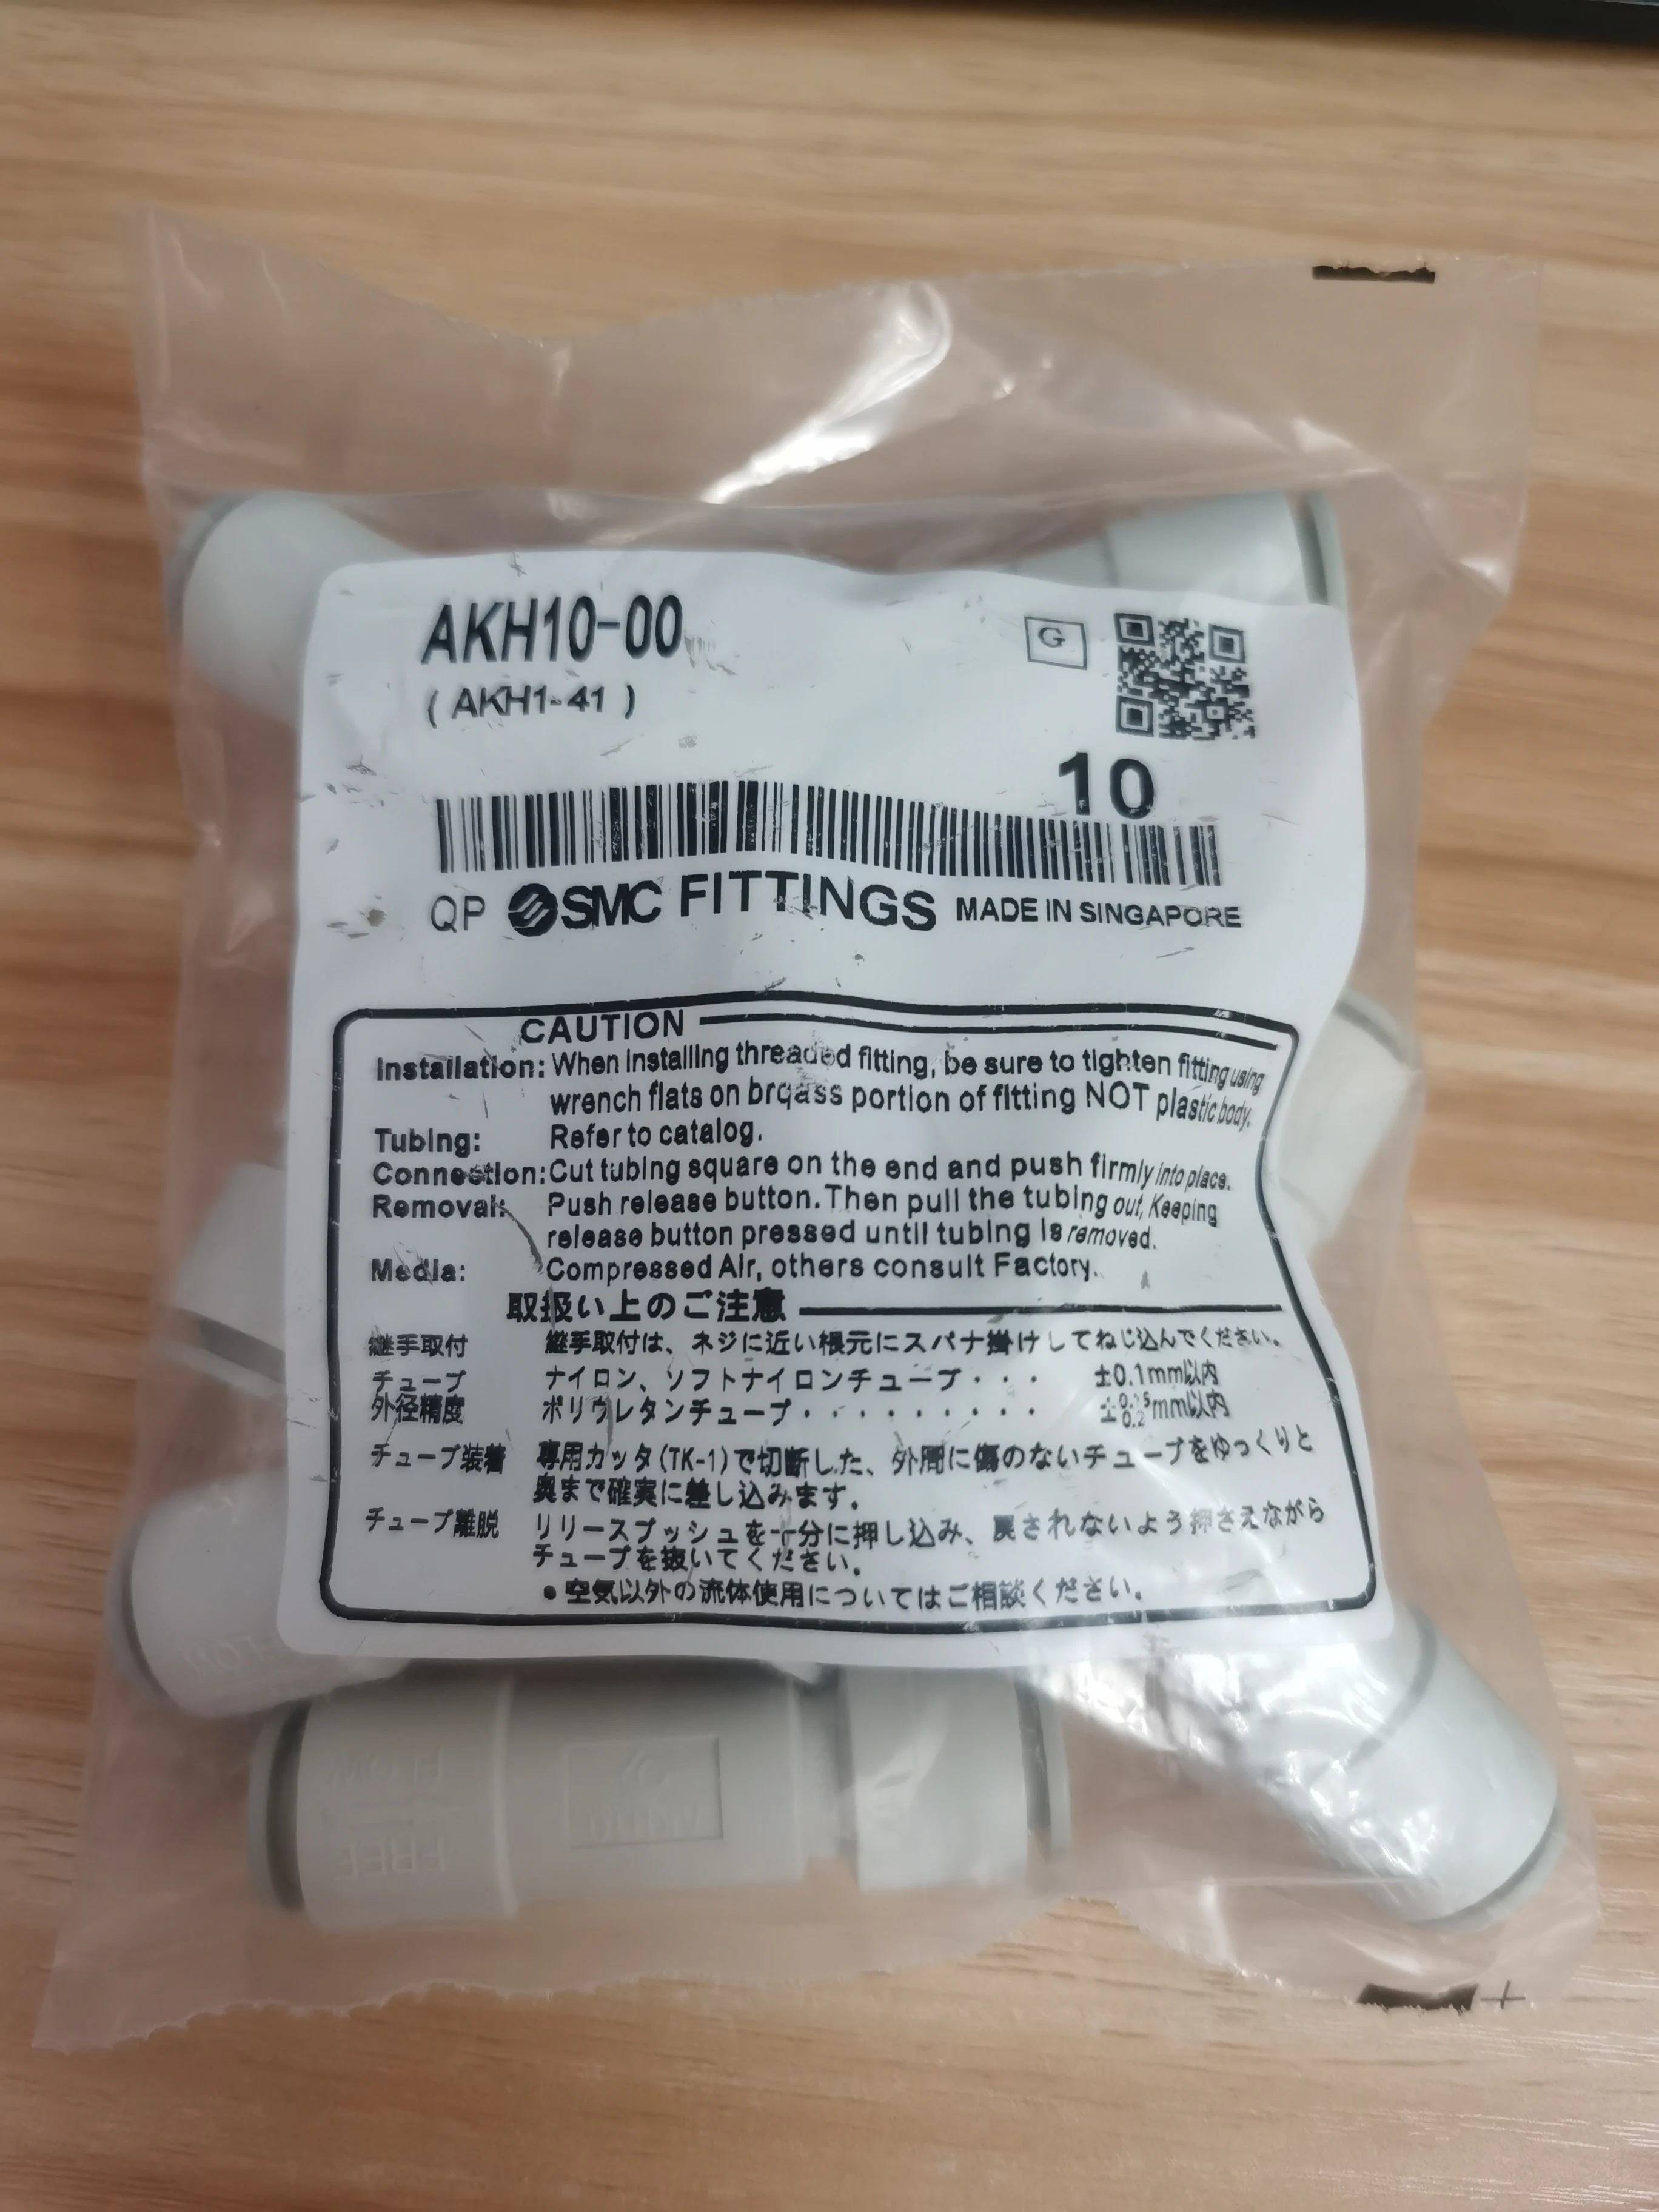 AKH10-00
( AKH1-41 )
G
10
QP SMC FITTINGS MADE IN SINGAPORE
CAUTION
Installation: When installing threaded fitting, be sure to tighten fitting using
wrench flats on brqass portion of fitting NOT plastic body.
Tubing: Refer to catalog.
Connection: Cut tubing square on the end and push firmly into place.
Removal: Push release button. Then pull the tubing out, Keeping
release button pressed until tubing is removed.
Media: Compressed Air, others consult Factory.
取扱い上のご注意
継手取付 継手取付は、ネジに近い根元にスパナ掛けしてねじ込んでください。
チューブ ナイロン、ソフトナイロンチューブ・・・ ±0.1mm以内
外径精度 ポリウレタンチューブ・・・・・・・・・ mm以内
チューブ装着 専用カッタ(TK-1)で切断した、外周に傷のないチューブをゆっくりと
奥まで確実に差し込みます。
チューブ離脱 リリースプッシュを十分に押し込み、戻されないよう押さえながら
チューブを抜いてください。
●空気以外の流体使用についてはご相談ください。
FLOW
FLOW
FREE
AKH10